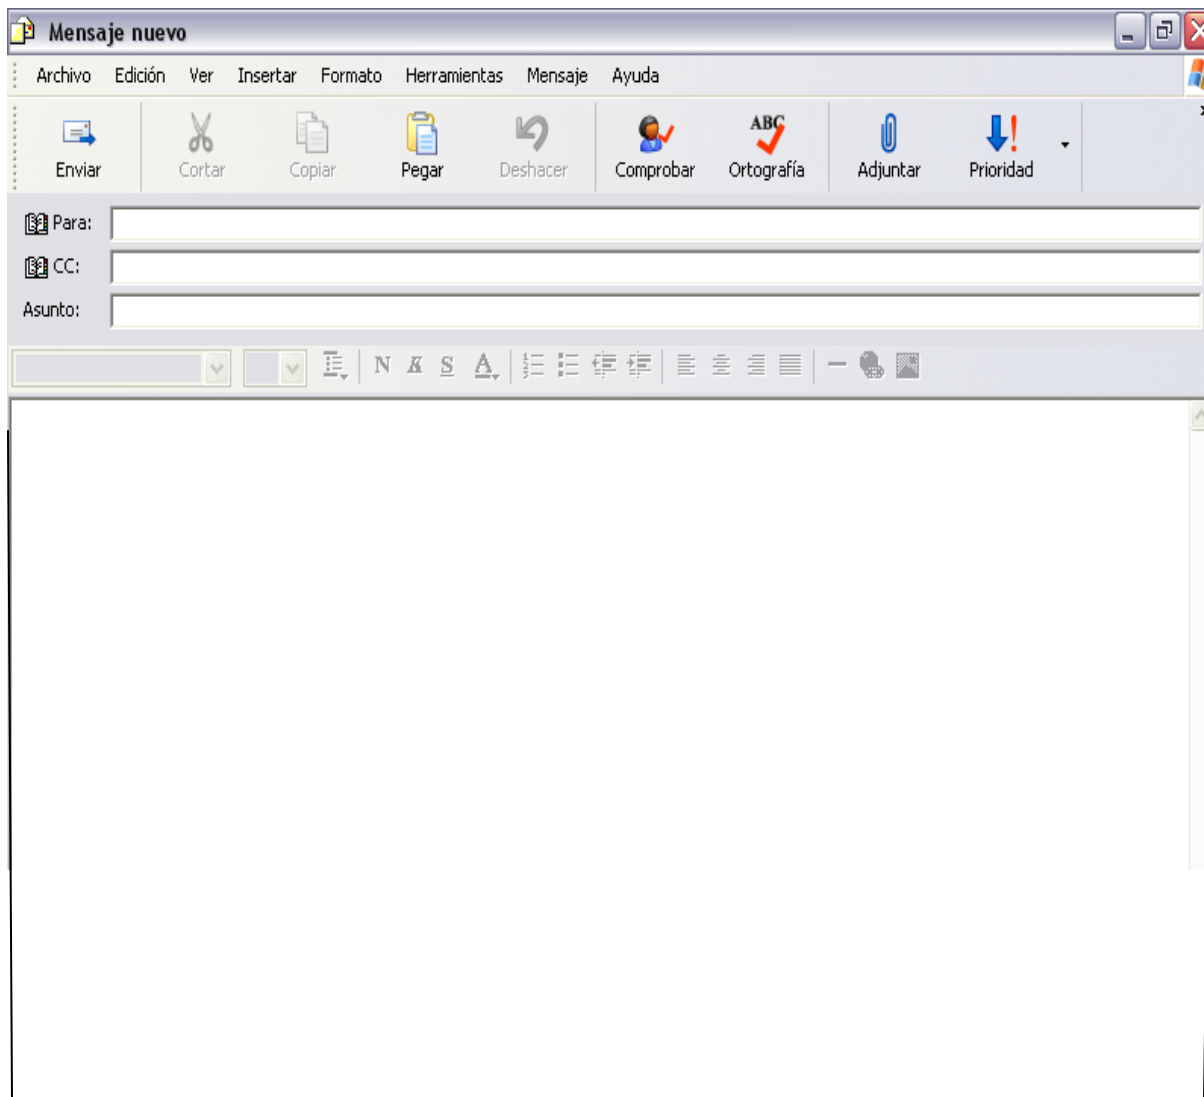 Mensaje nuevo
Archivo Edición Ver Insertar Formato Herramientas Mensaje Ayuda
ABC
Enviar Cortar Copiar Pegar Deshacer Comprobar Ortografía Adjuntar Prioridad
Para:
CC:
Asunto:
N K S A